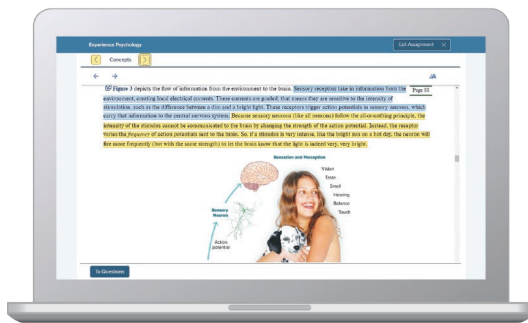 Experience Psychology
Exit Assignment
Concepts
Figure 3 depicts the flow of information from the environment to the brain. Sensory receptors take in information from the
Page 88
environment, creating local electrical currents. These currents are graded; that means they are sensitive to the intensity of
stimulation, such as the difference between a dim and a bright light. These receptors trigger action potentials in sensory neurons, which
carry that information to the central nervous system. Because sensory neurons (like all neurons) follow the all-or-nothing principle, the
intensity of the stimulus cannot be communicated to the brain by changing the strength of the action potential. Instead, the receptor
varies the frequency of action potentials sent to the brain. So, if a stimulus is very intense, like the bright sun on a hot day, the neuron will
fire more frequently (but with the same strength) to let the brain know that the light is indeed very, very bright.
Sensation and Perception
Vision
Taste
Smell
Hearing
Balance
Touch
Sensory
Neurons
Action
potential
To Questions